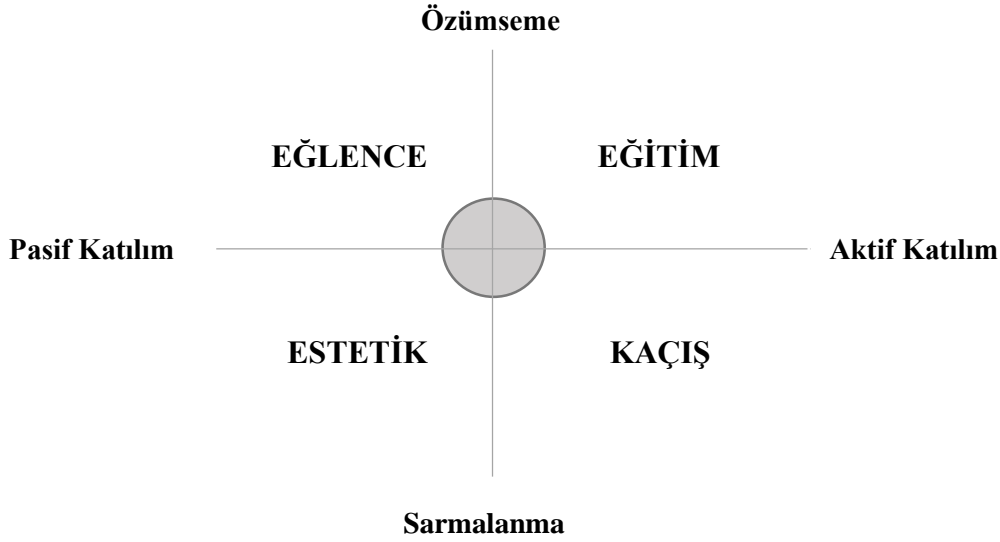 Özümseme
EĞLENCE
EĞİTİM
Pasif Katılım
Aktif Katılım
ESTETİK
KAÇIŞ
Sarmalanma